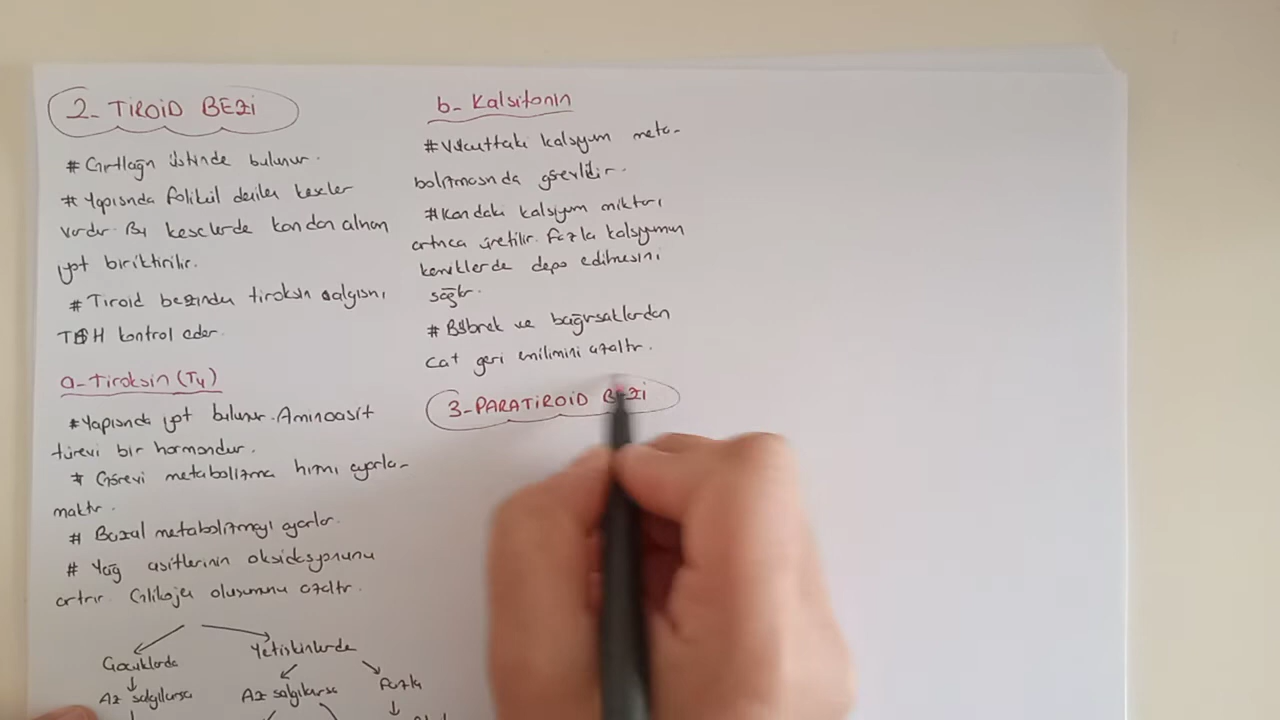 2- TİROİD BEZİ
# Gırtlağın üstünde bulunur.
# Yapısında folikül denilen keseler
vardır. Bu keselerde kandan alınan
iyot biriktirilir.
# Tiroid bezinden tiroksin salgısını
TSH kontrol eder.
a- Tiroksin (T4)
# Yapısında iyot bulunur. Aminoasit
türevi bir hormondur.
# Görevi metabolizma hızını ayarla-
maktır.
# Bazal metabolizmayı ayarlar.
# Yağ asitlerinin oksidasyonunu
artırır. Glikojen oluşumunu azaltır.
Çocuklarda
Yetişkinlerde
Az salgılarsa
Az salgılarsa
Fazla
b- Kalsitonin
# Vücuttaki kalsiyum meta-
bolizmasında görevlidir.
# Kandaki kalsiyum miktarı
artınca üretilir. Fazla kalsiyumun
kemiklerde depo edilmesini
sağlar.
# Böbrek ve bağırsaklardan
Ca+ geri emilimini azaltır.
3- PARATİROİD BEZİ